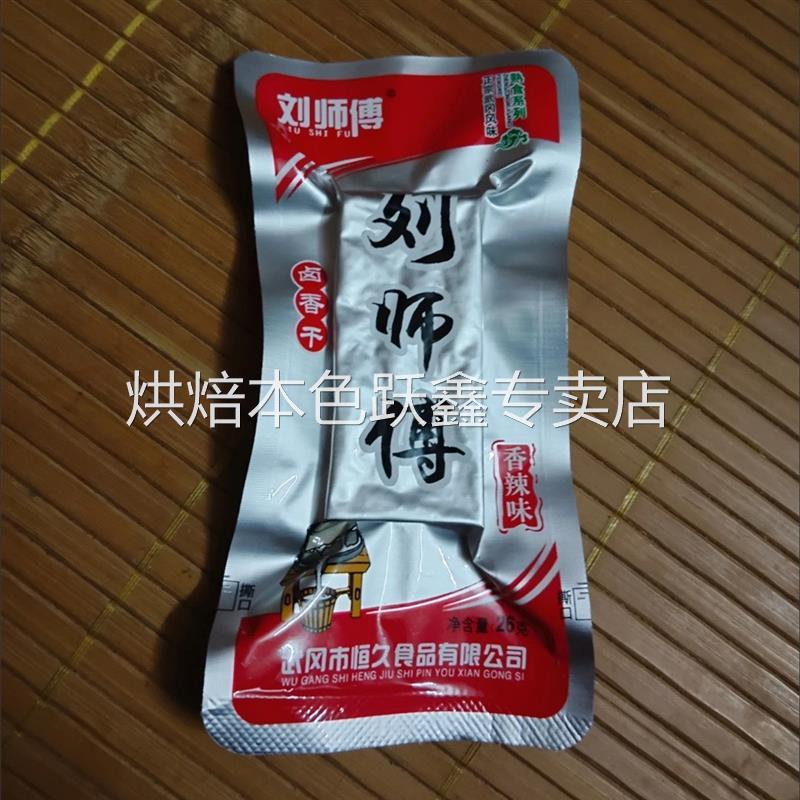 刘师傅®
LIU SHI FU
熟食系列
正宗武冈风味
刘师傅
卤香干
烘焙本色跃鑫专卖店
香辣味
撕口
撕口
净含量 26克
武冈市恒久食品有限公司
WU GANG SHI HENG JIU SHI PIN YOU XIAN GONG SI